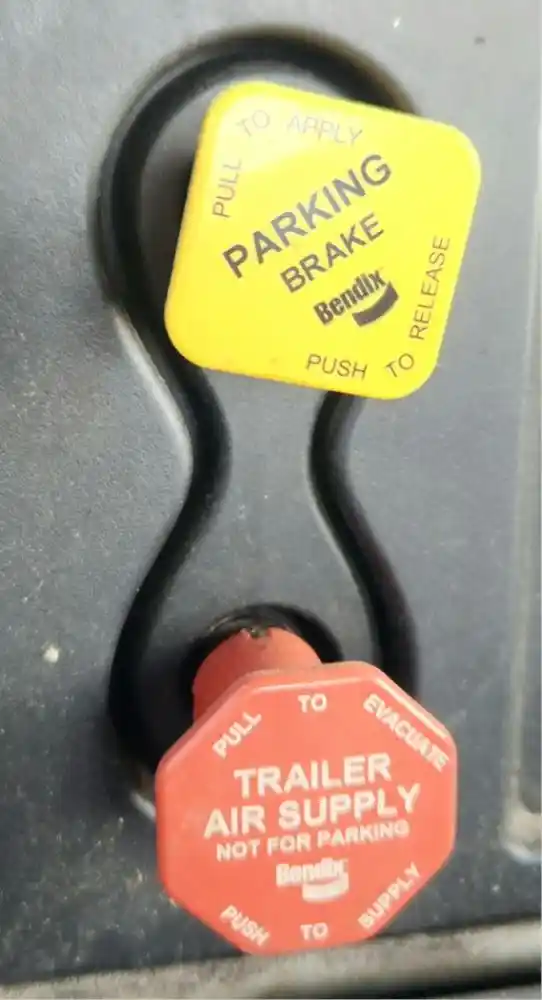 PULL TO APPLY
PARKING
BRAKE
Bendix
PUSH TO RELEASE
PULL TO EVACUATE
TRAILER
AIR SUPPLY
NOT FOR PARKING
Bendix
PUSH TO SUPPLY